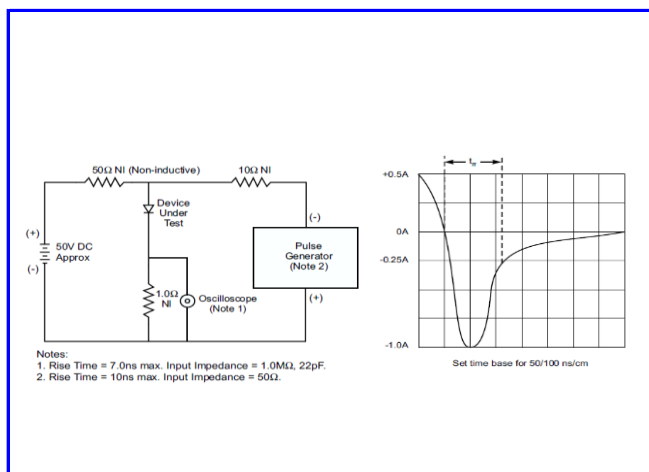 50Ω NI (Non-inductive)
10Ω NI
Device
Under
Test
(+)
50V DC
Approx
(-)
1.0Ω
NI
Oscilloscope
(Note 1)
(-)
Pulse
Generator
(Note 2)
(+)
Notes:
1. Rise Time = 7.0ns max. Input Impedance = 1.0MΩ, 22pF.
2. Rise Time = 10ns max. Input Impedance = 50Ω.
trr
+0.5A
0A
-0.25A
-1.0A
Set time base for 50/100 ns/cm